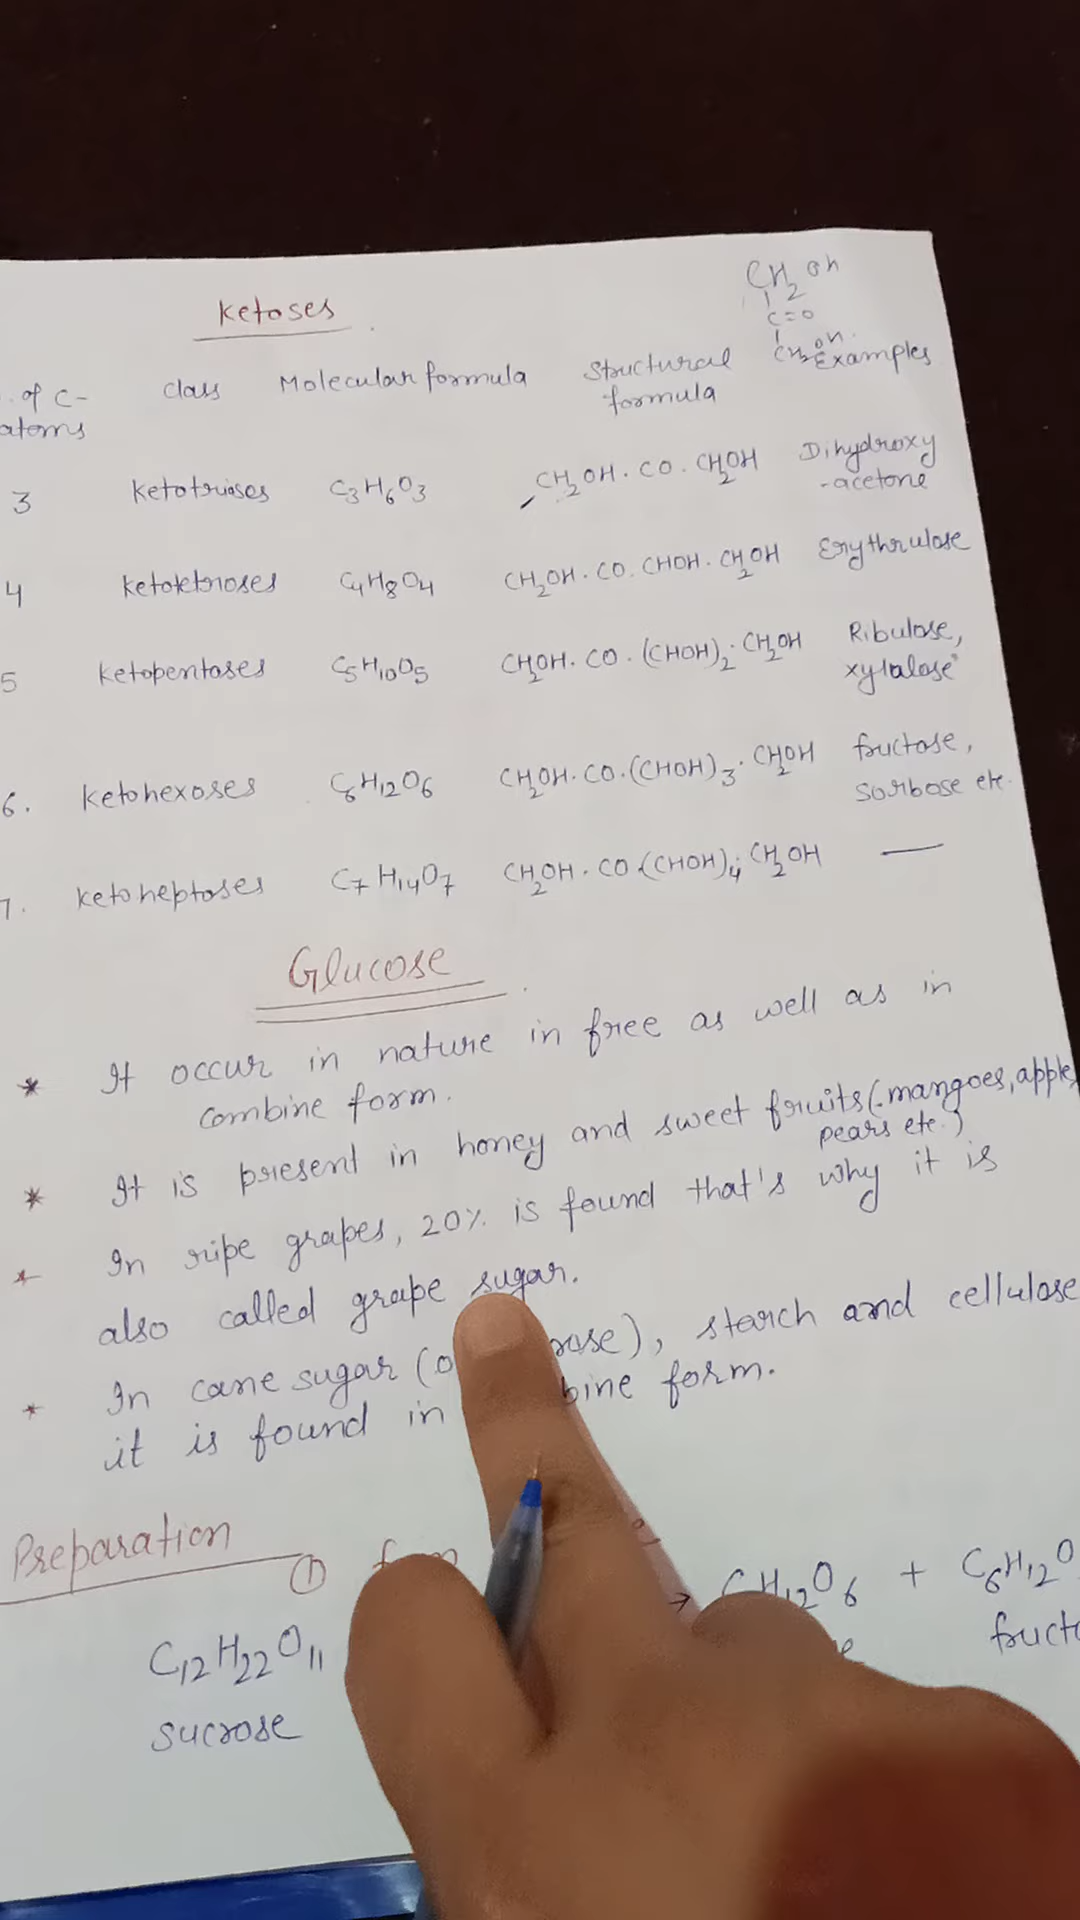 CH2OH
C=O
CH2OH
Ketoses
. of C- atoms Class Molecular formula Structural formula Examples
3 Ketotrioses C3H6O3 CH2OH . CO . CH2OH Dihydroxy -acetone
4 Ketotetroses C4H8O4 CH2OH . CO . CHOH . CH2OH Erythrulose
5 Ketopentoses C5H10O5 CH2OH . CO . (CHOH)2 . CH2OH Ribulose, xylulose
6. Ketohexoses C6H12O6 CH2OH . CO . (CHOH)3 . CH2OH fructose, sorbose etc.
7. Ketoheptoses C7H14O7 CH2OH . CO . (CHOH)4 . CH2OH —
Glucose
* It occur in nature in free as well as in
combine form.
* It is present in honey and sweet fruits (mangoes, apple,
pears etc.)
* In ripe grapes, 20% is found that's why it is
also called grape sugar.
* In cane sugar ( rose), starch and cellulose
it is found in bine form.
Preparation
①
C12H22O11 → C6H12O6 + C6H12O
sucrose fructo